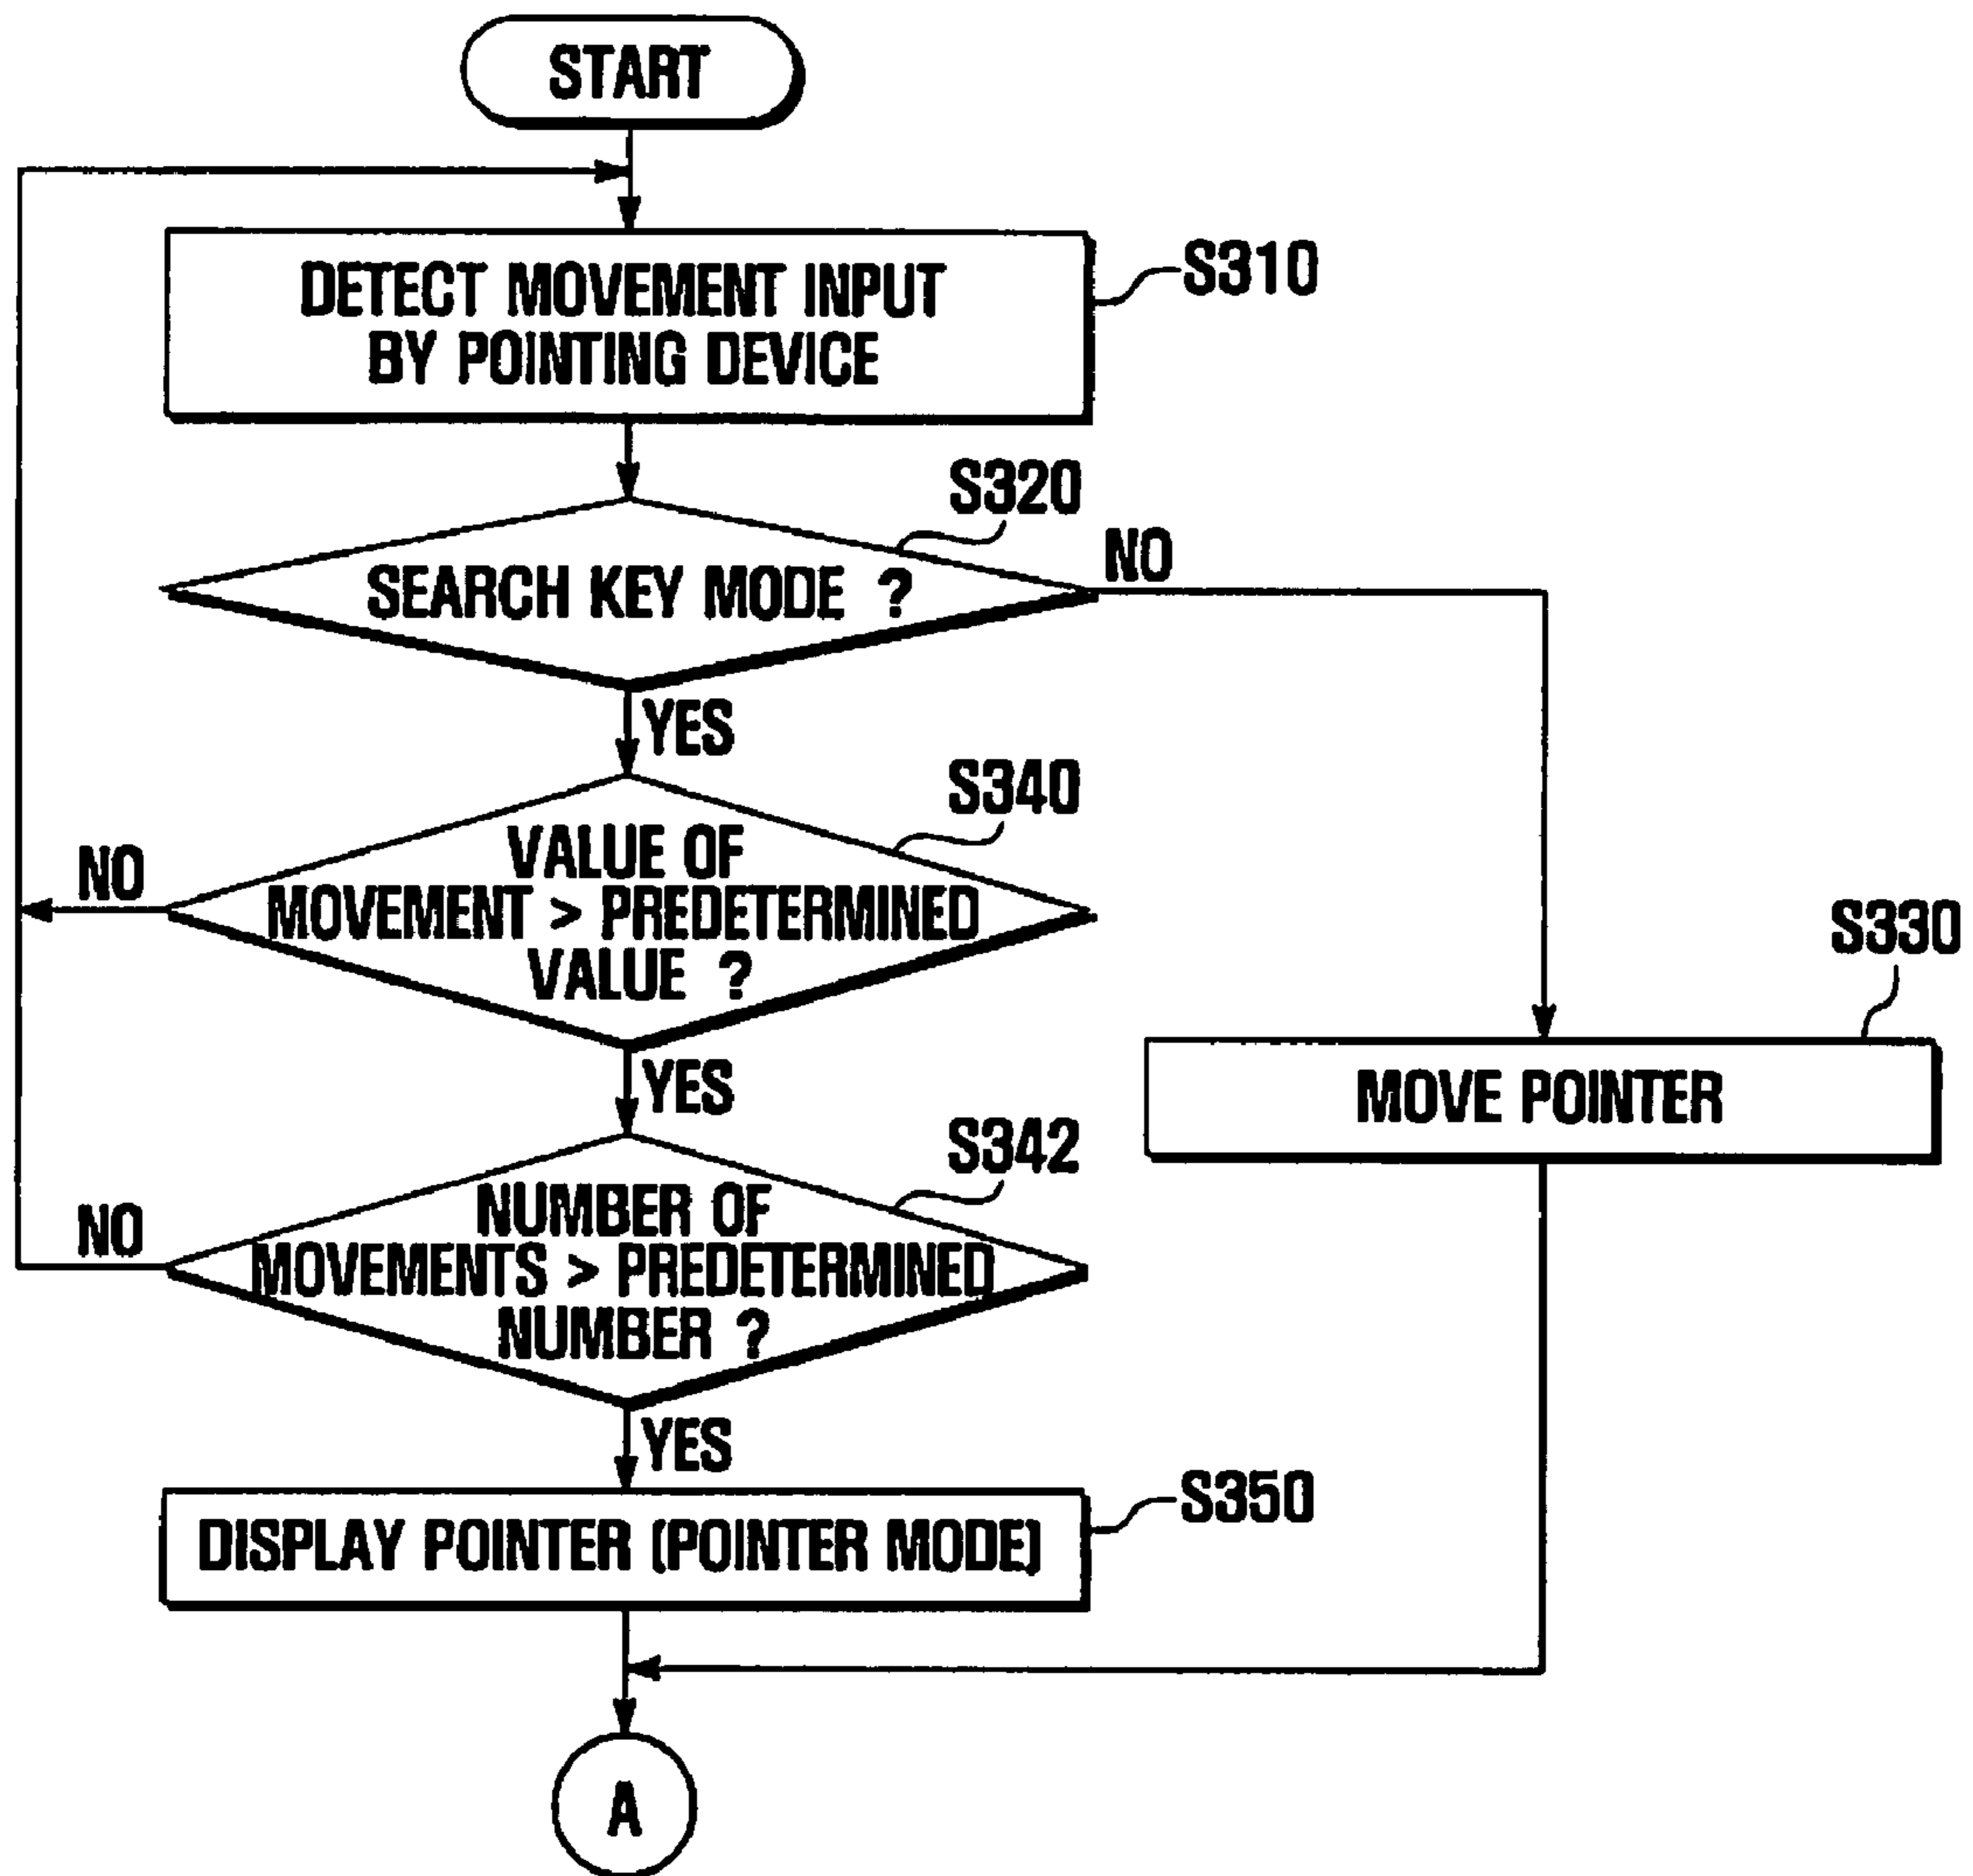 START
DETECT MOVEMENT INPUT
BY POINTING DEVICE
S310
S320
SEARCH KEY MODE ?
NO
YES
S340
VALUE OF
MOVEMENT > PREDETERMINED
VALUE ?
NO
YES
S330
MOVE POINTER
S342
NUMBER OF
MOVEMENTS > PREDETERMINED
NUMBER ?
NO
YES
S350
DISPLAY POINTER (POINTER MODE)
A